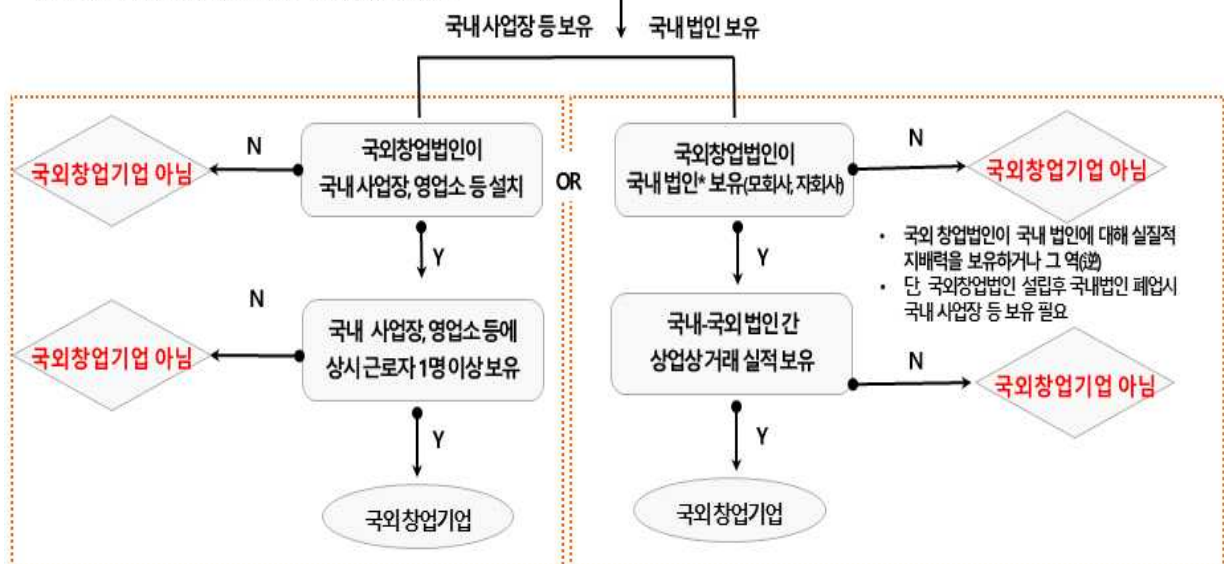 국내 사업장 등 보유
국내 법인 보유
국외창업기업 아님
N
국외창업법인이
국내 사업장, 영업소 등 설치
OR
국외창업법인이
국내 법인* 보유(모회사, 자회사)
N
국외창업기업 아님
Y
Y
• 국외 창업법인이 국내 법인에 대해 실질적
지배력을 보유하거나 그 역(逆)
• 단, 국외창업법인 설립후 국내법인 폐업시
국내 사업장 등 보유 필요
국외창업기업 아님
N
국내 사업장, 영업소 등에
상시 근로자 1명 이상 보유
국내-국외 법인 간
상업상 거래 실적 보유
N
국외창업기업 아님
Y
Y
국외 창업기업
국외 창업기업